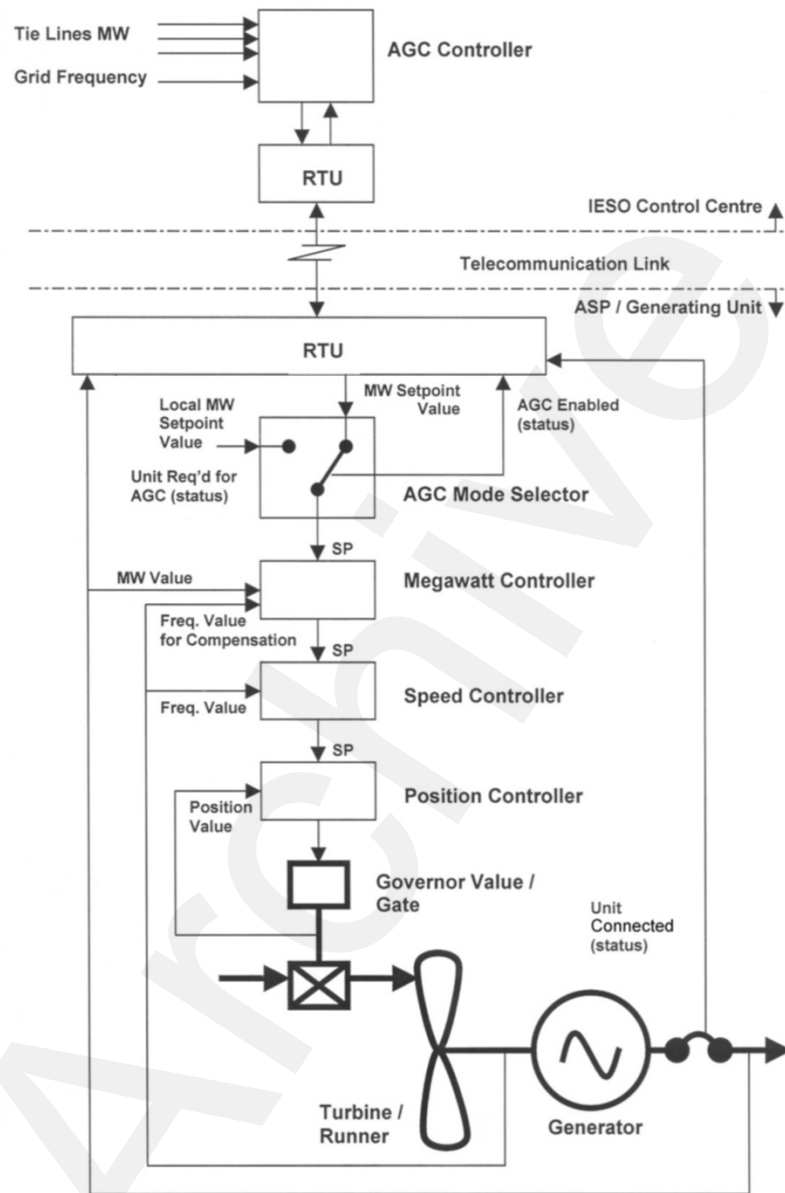 Tie Lines MW
AGC Controller
Grid Frequency
RTU
IESO Control Centre
Telecommunication Link
ASP / Generating Unit
RTU
MW Setpoint
Value
Local MW
Setpoint
Value
AGC Enabled
(status)
Unit Req'd for
AGC (status)
AGC Mode Selector
SP
MW Value
Megawatt Controller
Freq. Value
for Compensation
SP
Speed Controller
Freq. Value
SP
Position Controller
Position
Value
Governor Value /
Gate
Unit
Connected
(status)
Turbine /
Runner
Generator
Archive